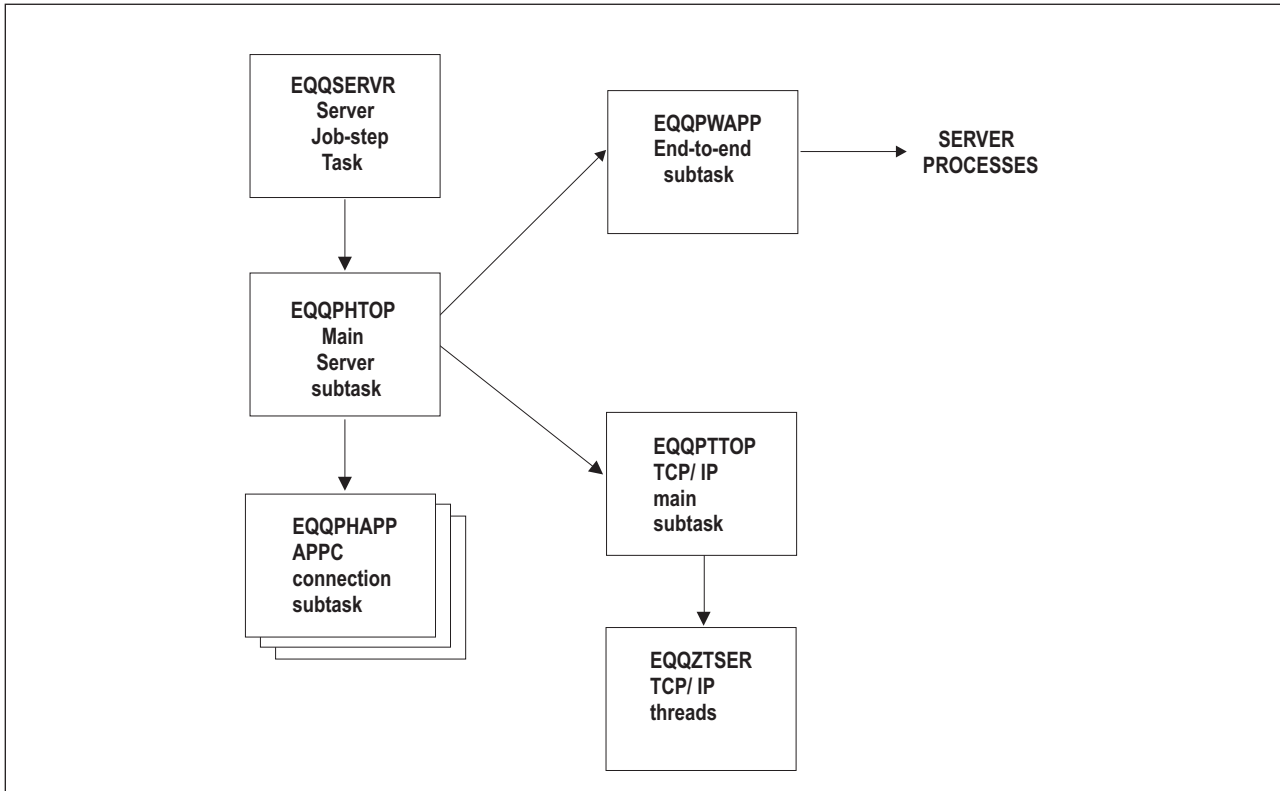 EQQSERVR
Server
Job-step
Task
EQQPWAPP
End-to-end
subtask
SERVER
PROCESSES
EQQPHTOP
Main
Server
subtask
EQQPTTOP
TCP/ IP
main
subtask
EQQPHAPP
APPC
connection
subtask
EQQZTSER
TCP/ IP
threads